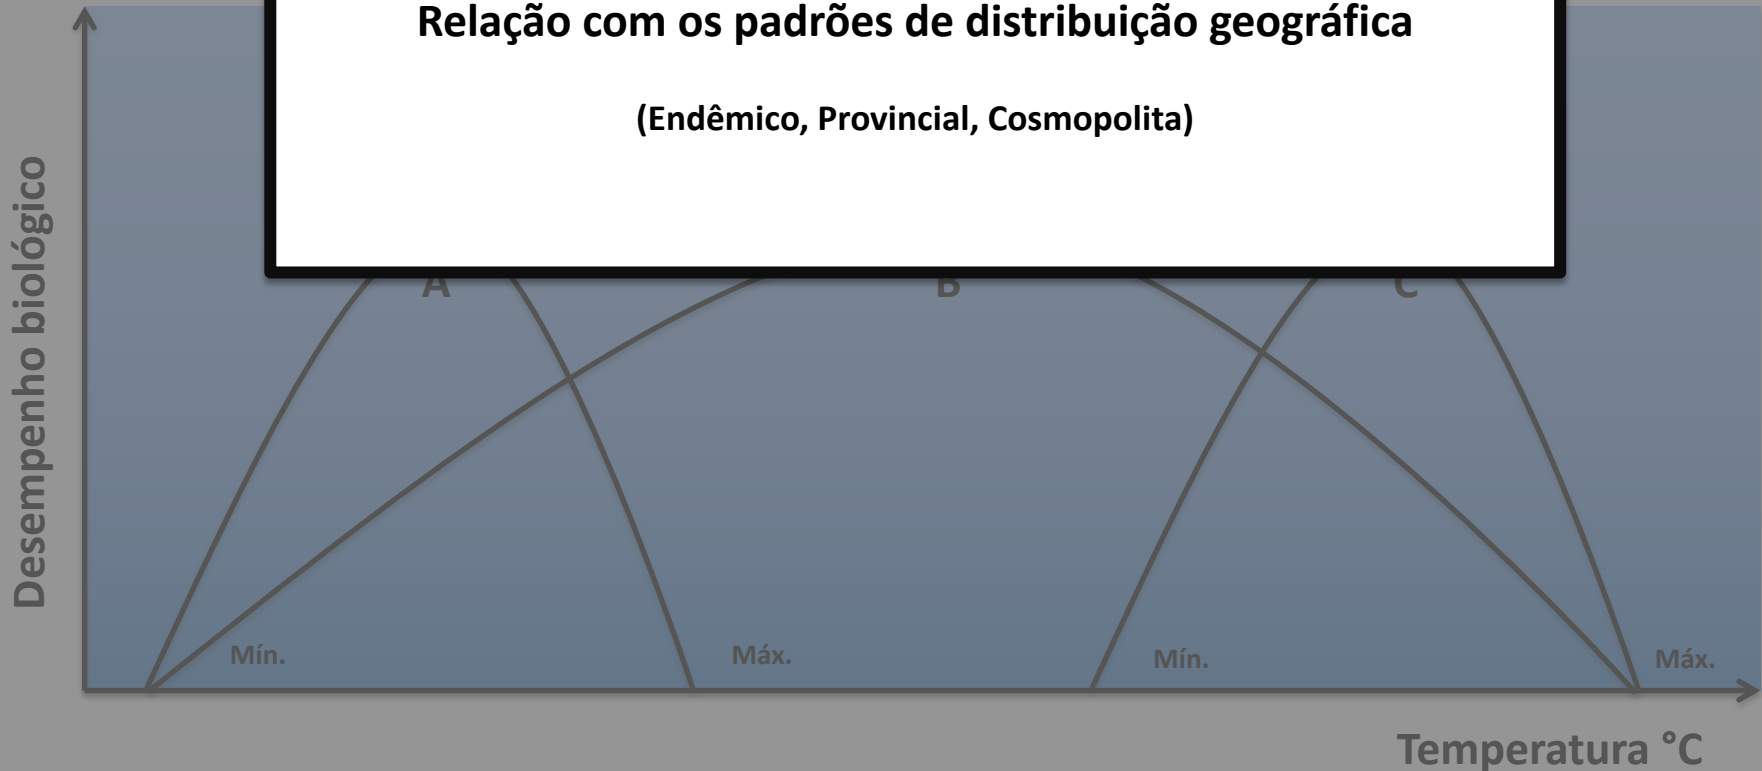 Relação com os padrões de distribuição geográfica
(Endêmico, Provincial, Cosmopolita)
Desempenho biológico
A
B
C
Mín.
Máx.
Mín.
Máx.
Temperatura °C